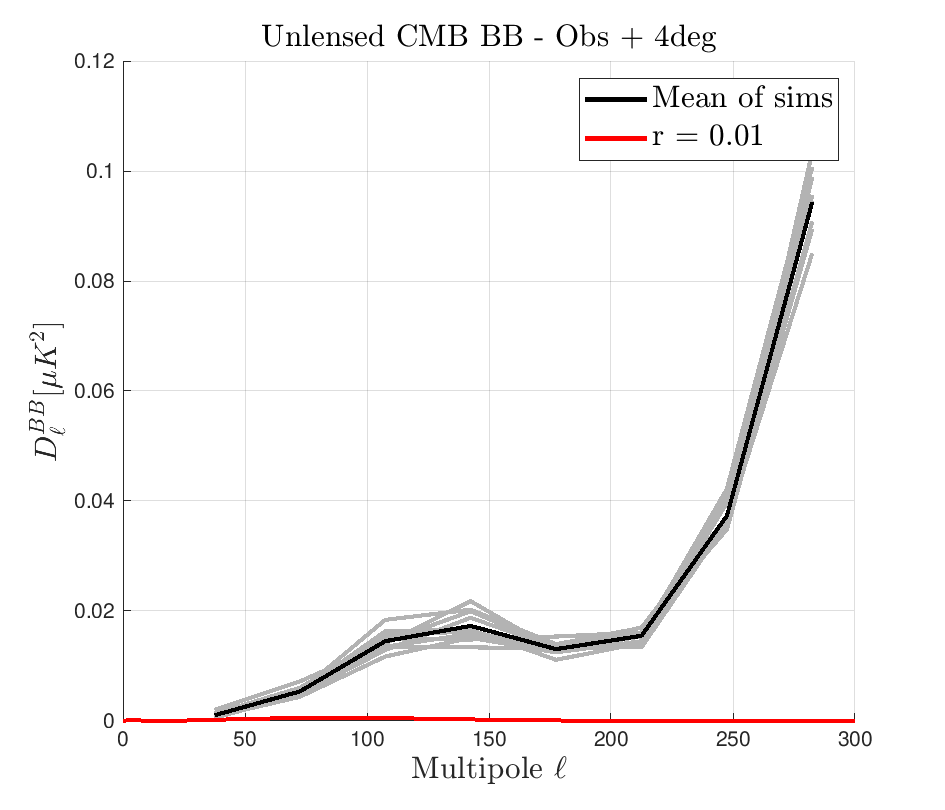 Unlensed CMB BB - Obs + 4deg
Mean of sims
r = 0.01
0.12
0.1
0.08
0.06
0.04
0.02
0
D_ℓ^{BB}[μK^2]
0 50 100 150 200 250 300
Multipole ℓ